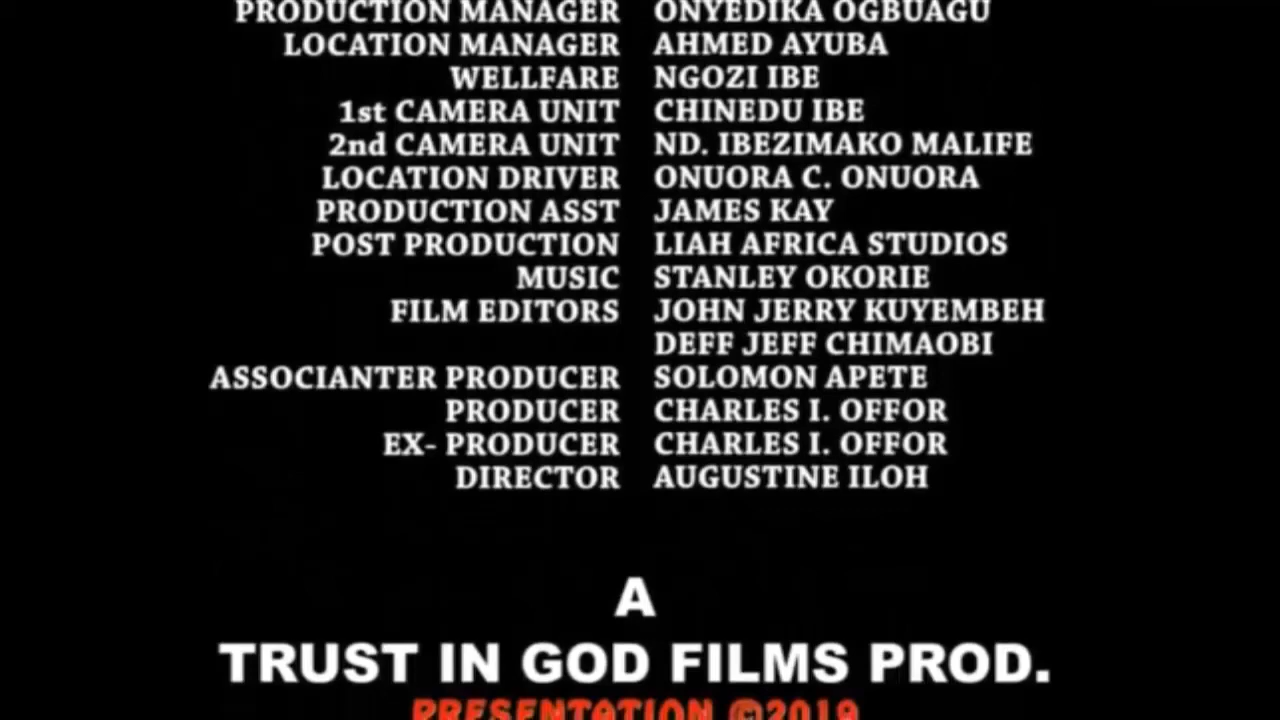 PRODUCTION MANAGER ONYEDIKA OGBUAGU
LOCATION MANAGER AHMED AYUBA
WELLFARE NGOZI IBE
1st CAMERA UNIT CHINEDU IBE
2nd CAMERA UNIT ND. IBEZIMAKO MALIFE
LOCATION DRIVER ONUORA C. ONUORA
PRODUCTION ASST JAMES KAY
POST PRODUCTION LIAH AFRICA STUDIOS
MUSIC STANLEY OKORIE
FILM EDITORS JOHN JERRY KUYEMBEH
DEFF JEFF CHIMAOBI
ASSOCIANTER PRODUCER SOLOMON APETE
PRODUCER CHARLES I. OFFOR
EX- PRODUCER CHARLES I. OFFOR
DIRECTOR AUGUSTINE ILOH
A
TRUST IN GOD FILMS PROD.
PRESENTATION ©2019